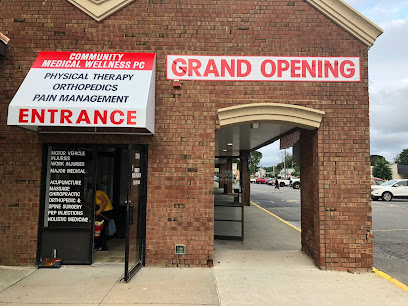 COMMUNITY
MEDICAL WELLNESS PC
PHYSICAL THERAPY
ORTHOPEDICS
PAIN MANAGEMENT
ENTRANCE
GRAND OPENING
MOTOR VEHICLE
INJURIES
WORK INJURIES
MAJOR MEDICAL
ACUPUNCTURE
MASSAGE
CHIROPRACTIC
ORTHOPEDIC &
SPINE SURGERY
PRP INJECTIONS
HOLISTIC MEDICINE